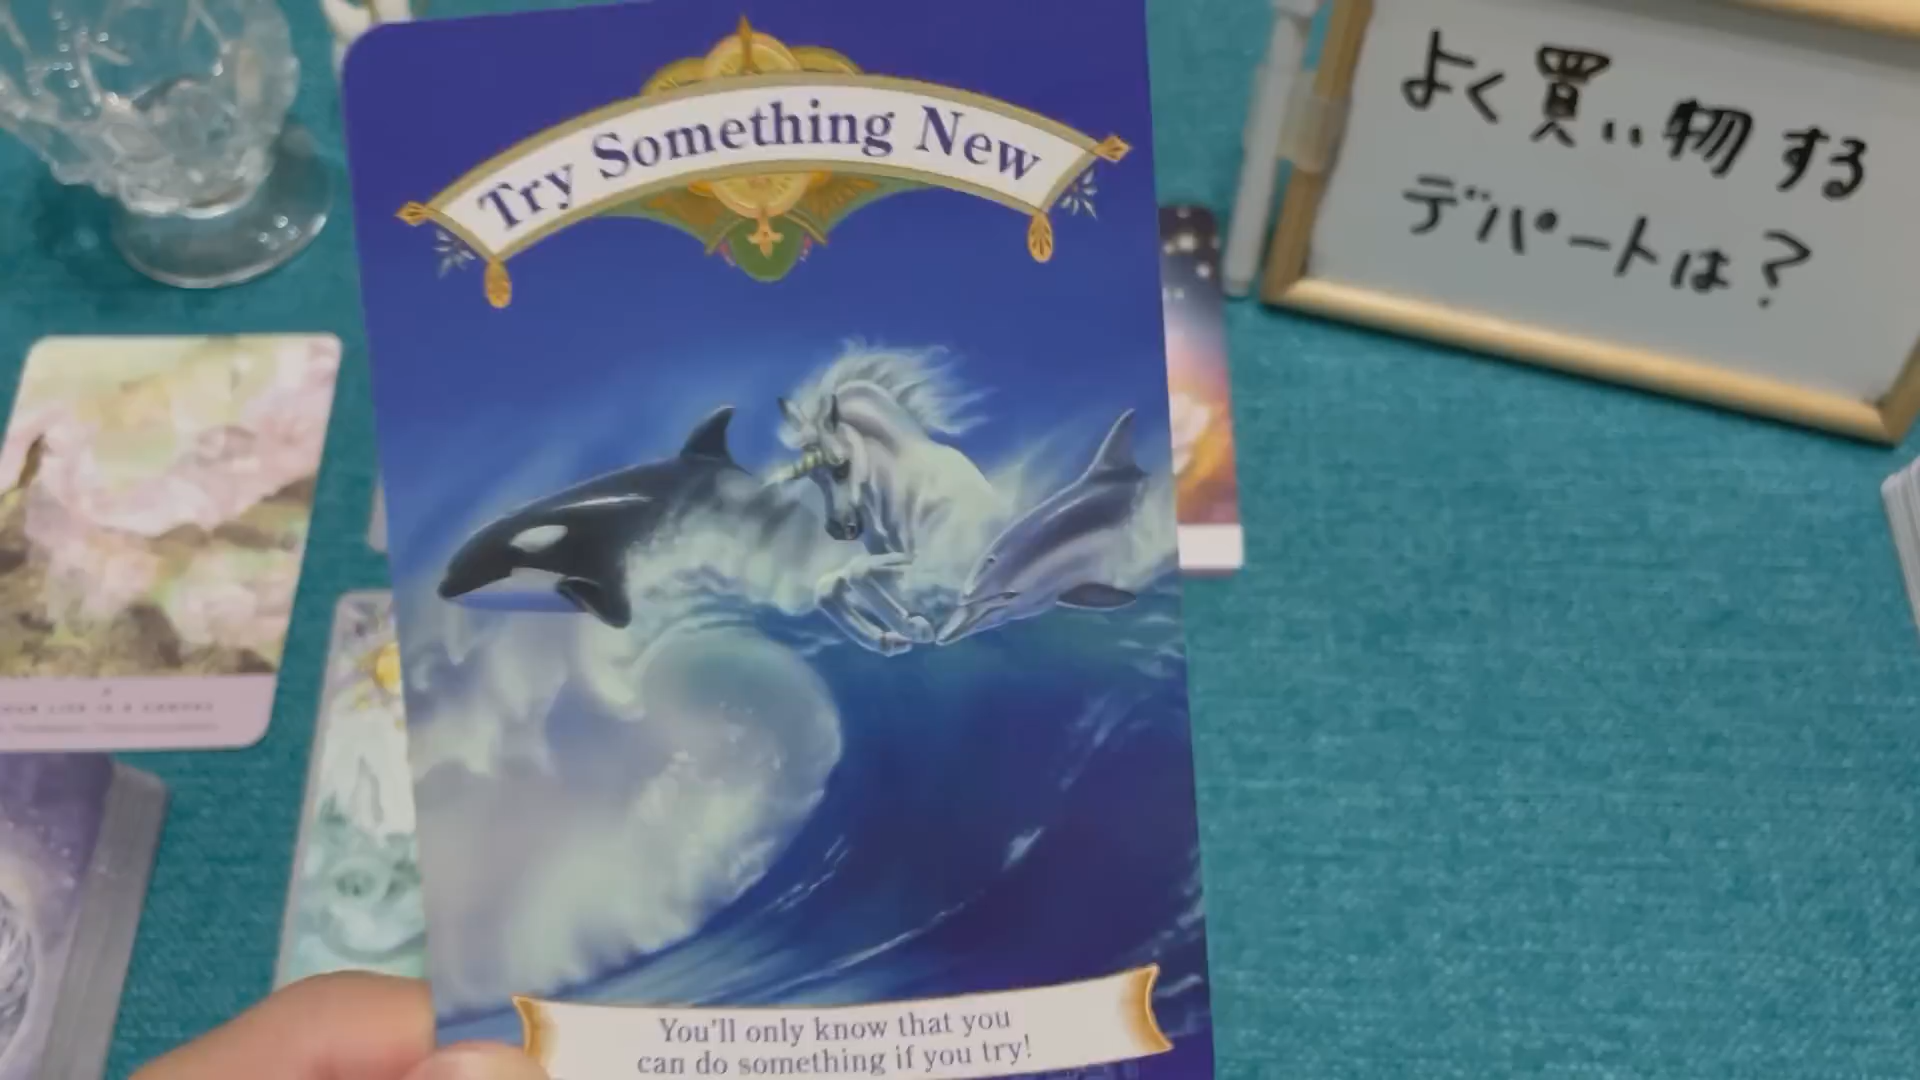 Try Something New
You'll only know that you
can do something if you try!
よく買い物する
デパートは?